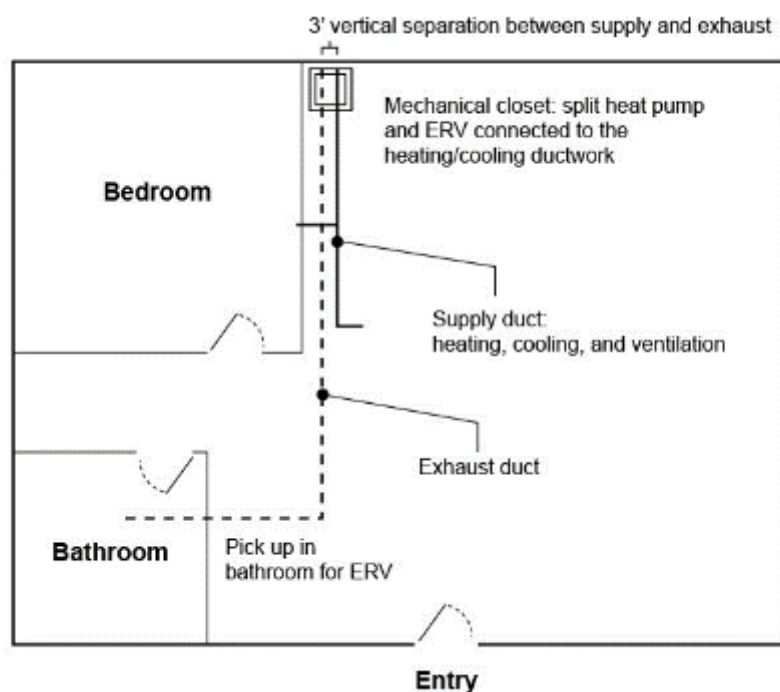 3' vertical separation between supply and exhaust
Mechanical closet: split heat pump
and ERV connected to the
heating/cooling ductwork
Bedroom
Supply duct:
heating, cooling, and ventilation
Exhaust duct
Bathroom
Pick up in
bathroom for ERV
Entry